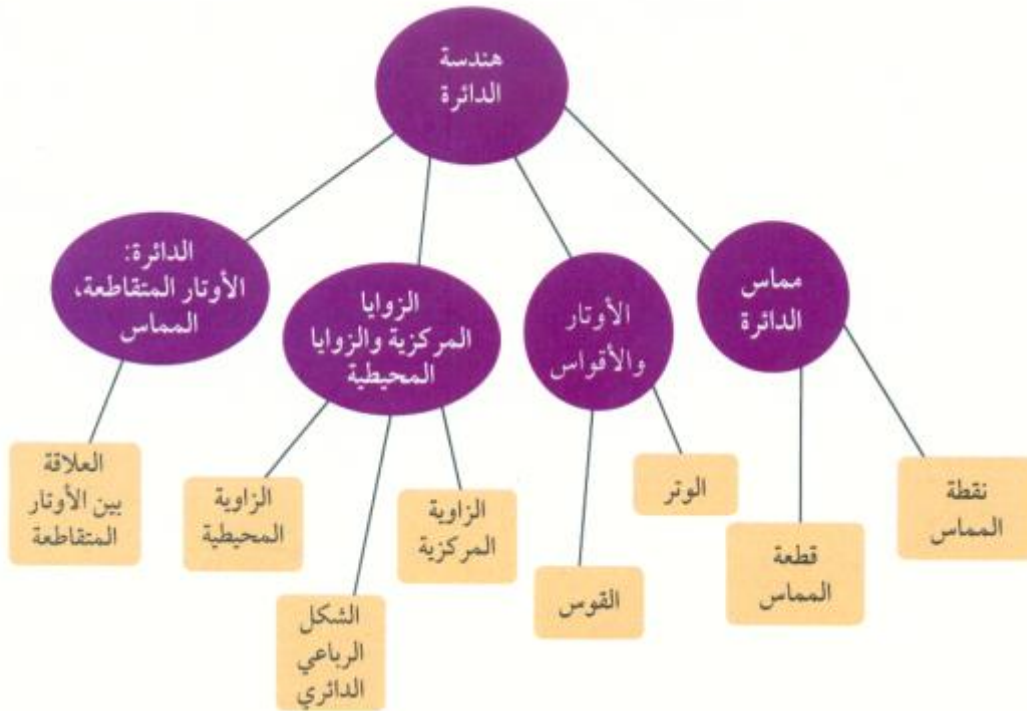 هندسة
الدائرة
مماس
الدائرة
الأوتار
والأقواس
الزوايا
المركزية والزوايا
المحيطية
الدائرة:
الأوتار المتقاطعة،
المماس
نقطة
المماس
قطعة
المماس
الوتر
القوس
الزاوية
المركزية
الشكل
الرباعي
الدائري
الزاوية
المحيطية
العلاقة
بين الأوتار
المتقاطعة